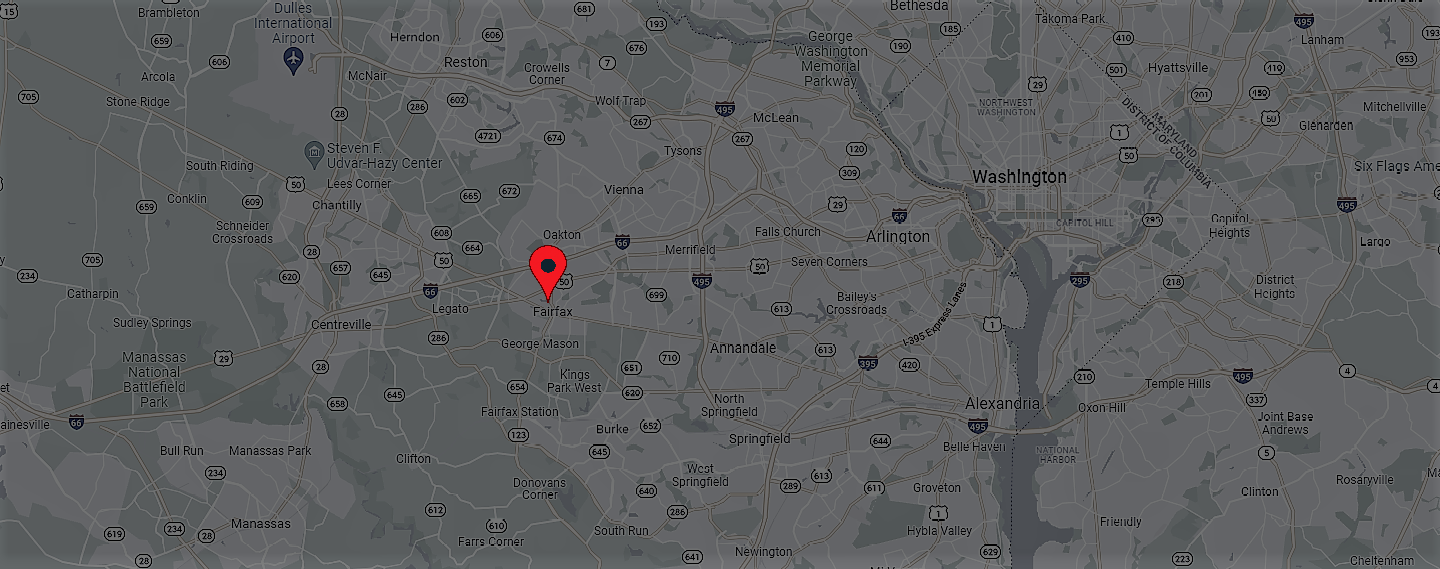 Brambleton
Dulles
International
Airport
681
Bethesda
Takoma Park
495
15
659
Herndon
606
193
George
Washington
Memorial
Parkway
190
185
410
Lanham
193
606
Reston
676
7
Crowells
Corner
501
Hyattsville
410
953
Arcola
McNair
29
201
450
705
Stone Ridge
28
286
602
Wolf Trap
495
NORTHWEST
WASHINGTON
Mitchellville
267
McLean
50
Glenarden
4721
674
267
1
MARYLAND
DISTRICT OF COLUMBIA
Steven F.
Udvar-Hazy Center
Tysons
120
50
South Riding
309
Six Flags Ame
50
Lees Corner
672
Vienna
Washington
659
Conklin
609
Chantilly
665
29
66
495
Schneider
Crossroads
608
Oakton
66
Falls Church
Arlington
295
CAPITOL HILL
Capitol
Heights
28
664
Merrifield
Largo
234
705
620
657
645
50
50
495
50
Seven Corners
295
218
District
Heights
Catharpin
66
Legato
699
613
Bailey's
Crossroads
I-395 Express Lanes
Fairfax
Sudley Springs
Centreville
286
George Mason
710
Annandale
613
395
420
1
Manassas
National
Battlefield
Park
29
28
651
Kings
Park West
210
Temple Hills
495
4
4
654
620
658
645
Fairfax Station
North
Springfield
Alexandria
Oxon Hill
337
Joint Base
Andrews
ainesville
66
123
Burke
652
Springfield
644
495
Belle Haven
Bull Run
Manassas Park
645
NATIONAL
HARBOR
5
234
Clifton
West
Springfield
613
Donovans
Corner
640
289
611
Groveton
Clinton
Rosaryville
612
286
1
Manassas
610
South Run
Hybla Valley
Friendly
619
234
28
Farrs Corner
28
641
Newington
629
223
Cheltenham